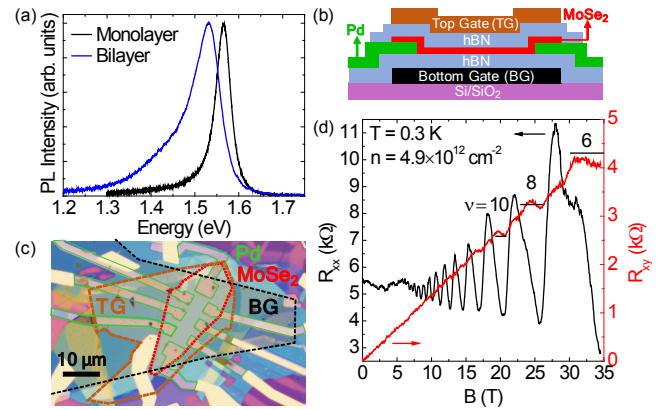 (a)
Monolayer
Bilayer
PL Intensity (arb. units)
1.2 1.3 1.4 1.5 1.6 1.7
Energy (eV)
(b)
Top Gate (TG)
MoSe₂
Pd
hBN
hBN
Bottom Gate (BG)
Si/SiO₂
(c)
Pd
MoSe₂
TG
BG
10 μm
(d)
T = 0.3 K
n = 4.9×10¹² cm⁻²
6
8
ν = 10
11
10
9
8
7
6
5
4
3
Rxx (kΩ)
5
4
3
2
1
0
Rxy (kΩ)
0 5 10 15 20 25 30 35
B (T)